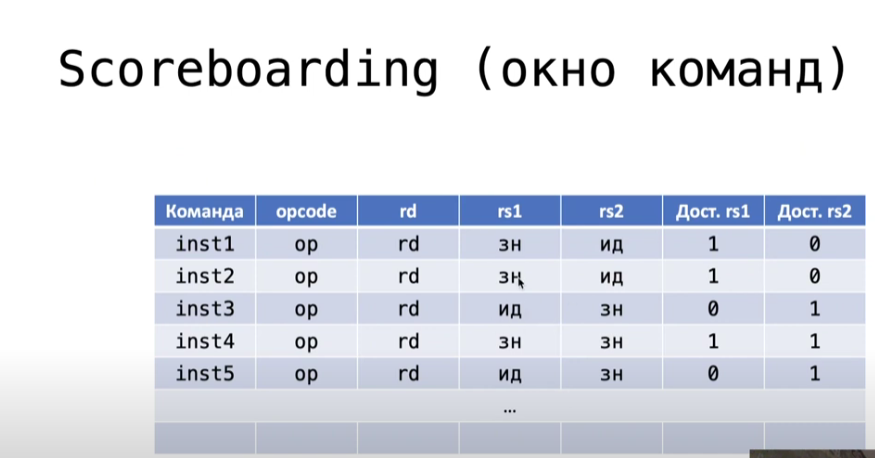 Scoreboarding (окно команд)
Команда opcode rd rs1 rs2 Дост. rs1 Дост. rs2
inst1 op rd зн ид 1 0
inst2 op rd зн ид 1 0
inst3 op rd ид зн 0 1
inst4 op rd зн зн 1 1
inst5 op rd ид зн 0 1
…